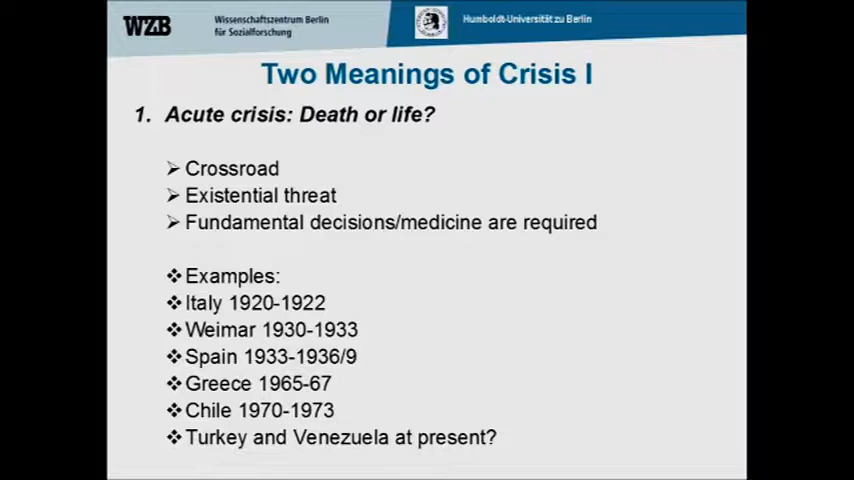 WZB
Wissenschaftszentrum Berlin
für Sozialforschung
Humboldt-Universität zu Berlin
Two Meanings of Crisis I
1. Acute crisis: Death or life?
Crossroad
Existential threat
Fundamental decisions/medicine are required
Examples:
Italy 1920-1922
Weimar 1930-1933
Spain 1933-1936/9
Greece 1965-67
Chile 1970-1973
Turkey and Venezuela at present?